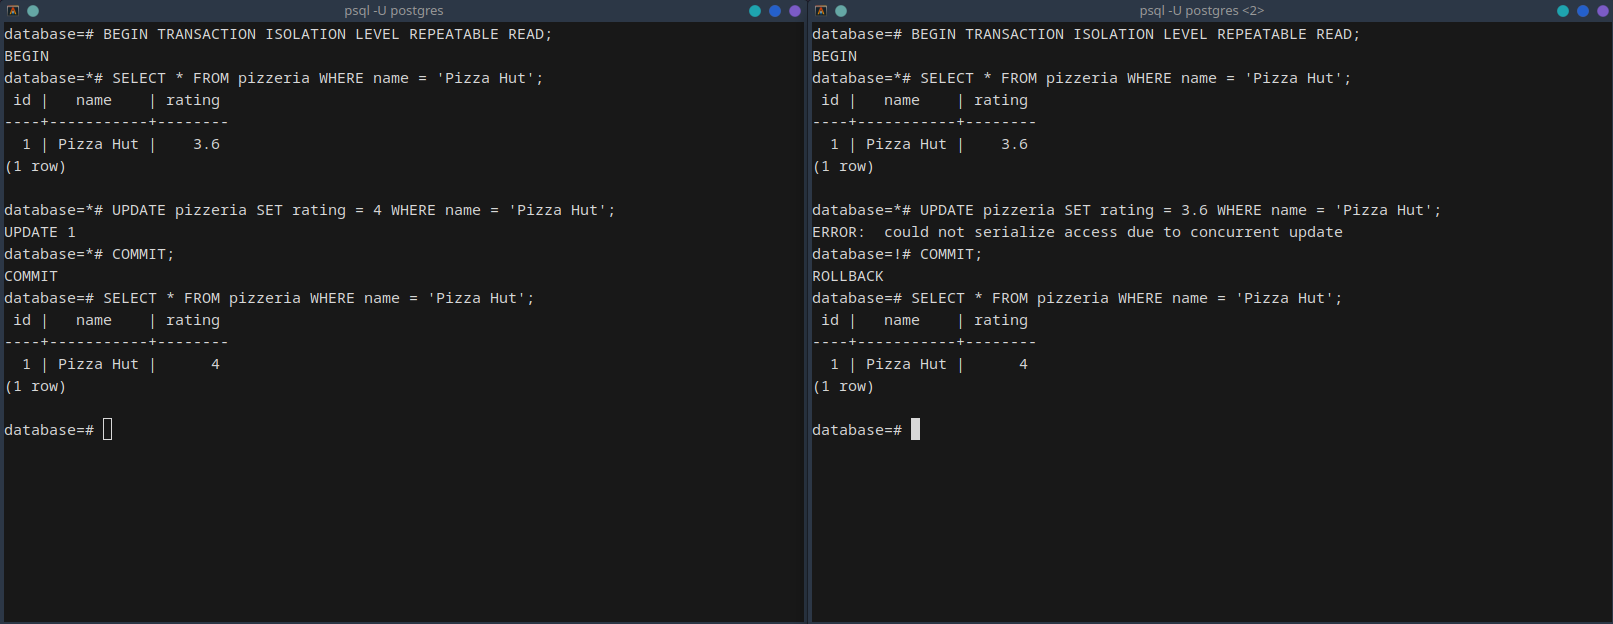 psql -U postgres
database=# BEGIN TRANSACTION ISOLATION LEVEL REPEATABLE READ;
BEGIN
database=*# SELECT * FROM pizzeria WHERE name = 'Pizza Hut';
 id |   name    | rating
----+-----------+--------
  1 | Pizza Hut |    3.6
(1 row)

database=*# UPDATE pizzeria SET rating = 4 WHERE name = 'Pizza Hut';
UPDATE 1
database=*# COMMIT;
COMMIT
database=# SELECT * FROM pizzeria WHERE name = 'Pizza Hut';
 id |   name    | rating
----+-----------+--------
  1 | Pizza Hut |      4
(1 row)

database=#
psql -U postgres <2>
database=# BEGIN TRANSACTION ISOLATION LEVEL REPEATABLE READ;
BEGIN
database=*# SELECT * FROM pizzeria WHERE name = 'Pizza Hut';
 id |   name    | rating
----+-----------+--------
  1 | Pizza Hut |    3.6
(1 row)

database=*# UPDATE pizzeria SET rating = 3.6 WHERE name = 'Pizza Hut';
ERROR:  could not serialize access due to concurrent update
database=!# COMMIT;
ROLLBACK
database=# SELECT * FROM pizzeria WHERE name = 'Pizza Hut';
 id |   name    | rating
----+-----------+--------
  1 | Pizza Hut |      4
(1 row)

database=#